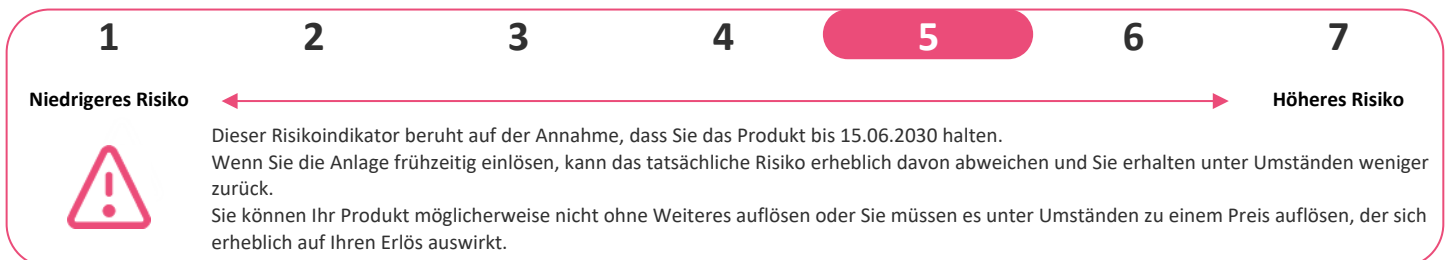 1 2 3 4 5 6 7
Niedrigeres Risiko Höheres Risiko
Dieser Risikoindikator beruht auf der Annahme, dass Sie das Produkt bis 15.06.2030 halten.
Wenn Sie die Anlage frühzeitig einlösen, kann das tatsächliche Risiko erheblich davon abweichen und Sie erhalten unter Umständen weniger
zurück.
Sie können Ihr Produkt möglicherweise nicht ohne Weiteres auflösen oder Sie müssen es unter Umständen zu einem Preis auflösen, der sich
erheblich auf Ihren Erlös auswirkt.